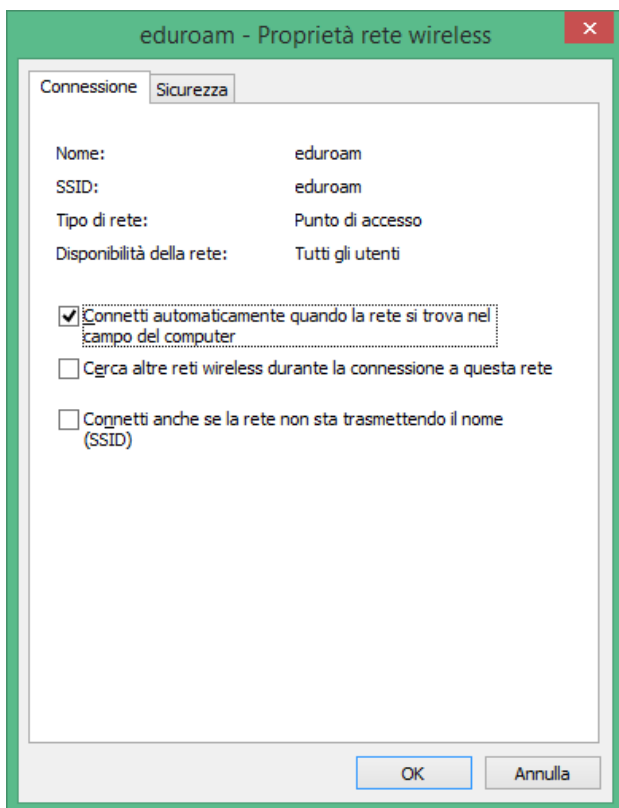 eduroam - Proprietà rete wireless
Connessione
Sicurezza
Nome: eduroam
SSID: eduroam
Tipo di rete: Punto di accesso
Disponibilità della rete: Tutti gli utenti
Connetti automaticamente quando la rete si trova nel
campo del computer
Cerca altre reti wireless durante la connessione a questa rete
Connetti anche se la rete non sta trasmettendo il nome
(SSID)
OK
Annulla